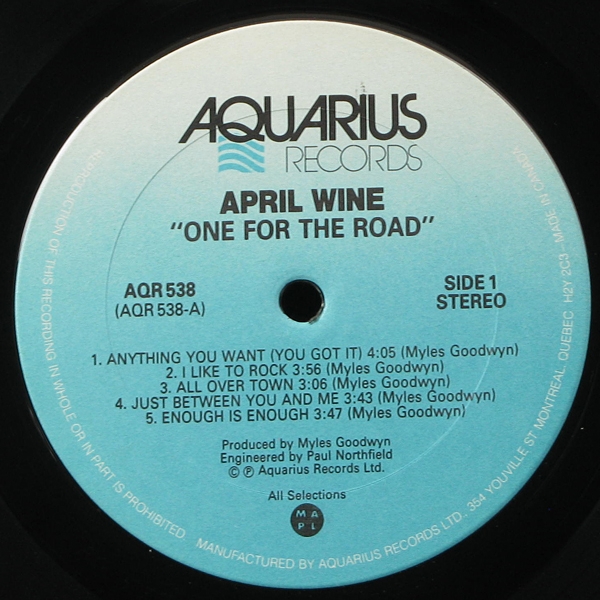 AQUARIUS
RECORDS
APRIL WINE
"ONE FOR THE ROAD"
AQR 538
(AQR 538-A)
SIDE 1
STEREO
1. ANYTHING YOU WANT (YOU GOT IT) 4:05 (Myles Goodwyn)
2. I LIKE TO ROCK 3:56 (Myles Goodwyn)
3. ALL OVER TOWN 3:06 (Myles Goodwyn)
4. JUST BETWEEN YOU AND ME 3:43 (Myles Goodwyn)
5. ENOUGH IS ENOUGH 3:47 (Myles Goodwyn)
Produced by Myles Goodwyn
Engineered by Paul Northfield
© ℗ Aquarius Records Ltd.
All Selections
M A
P L
REPRODUCTION OF THIS RECORDING IN WHOLE OR IN PART IS PROHIBITED. MANUFACTURED BY AQUARIUS RECORDS LTD. 354 YOUVILLE ST MONTREAL, QUEBEC H2Y 2C3 - MADE IN CANADA